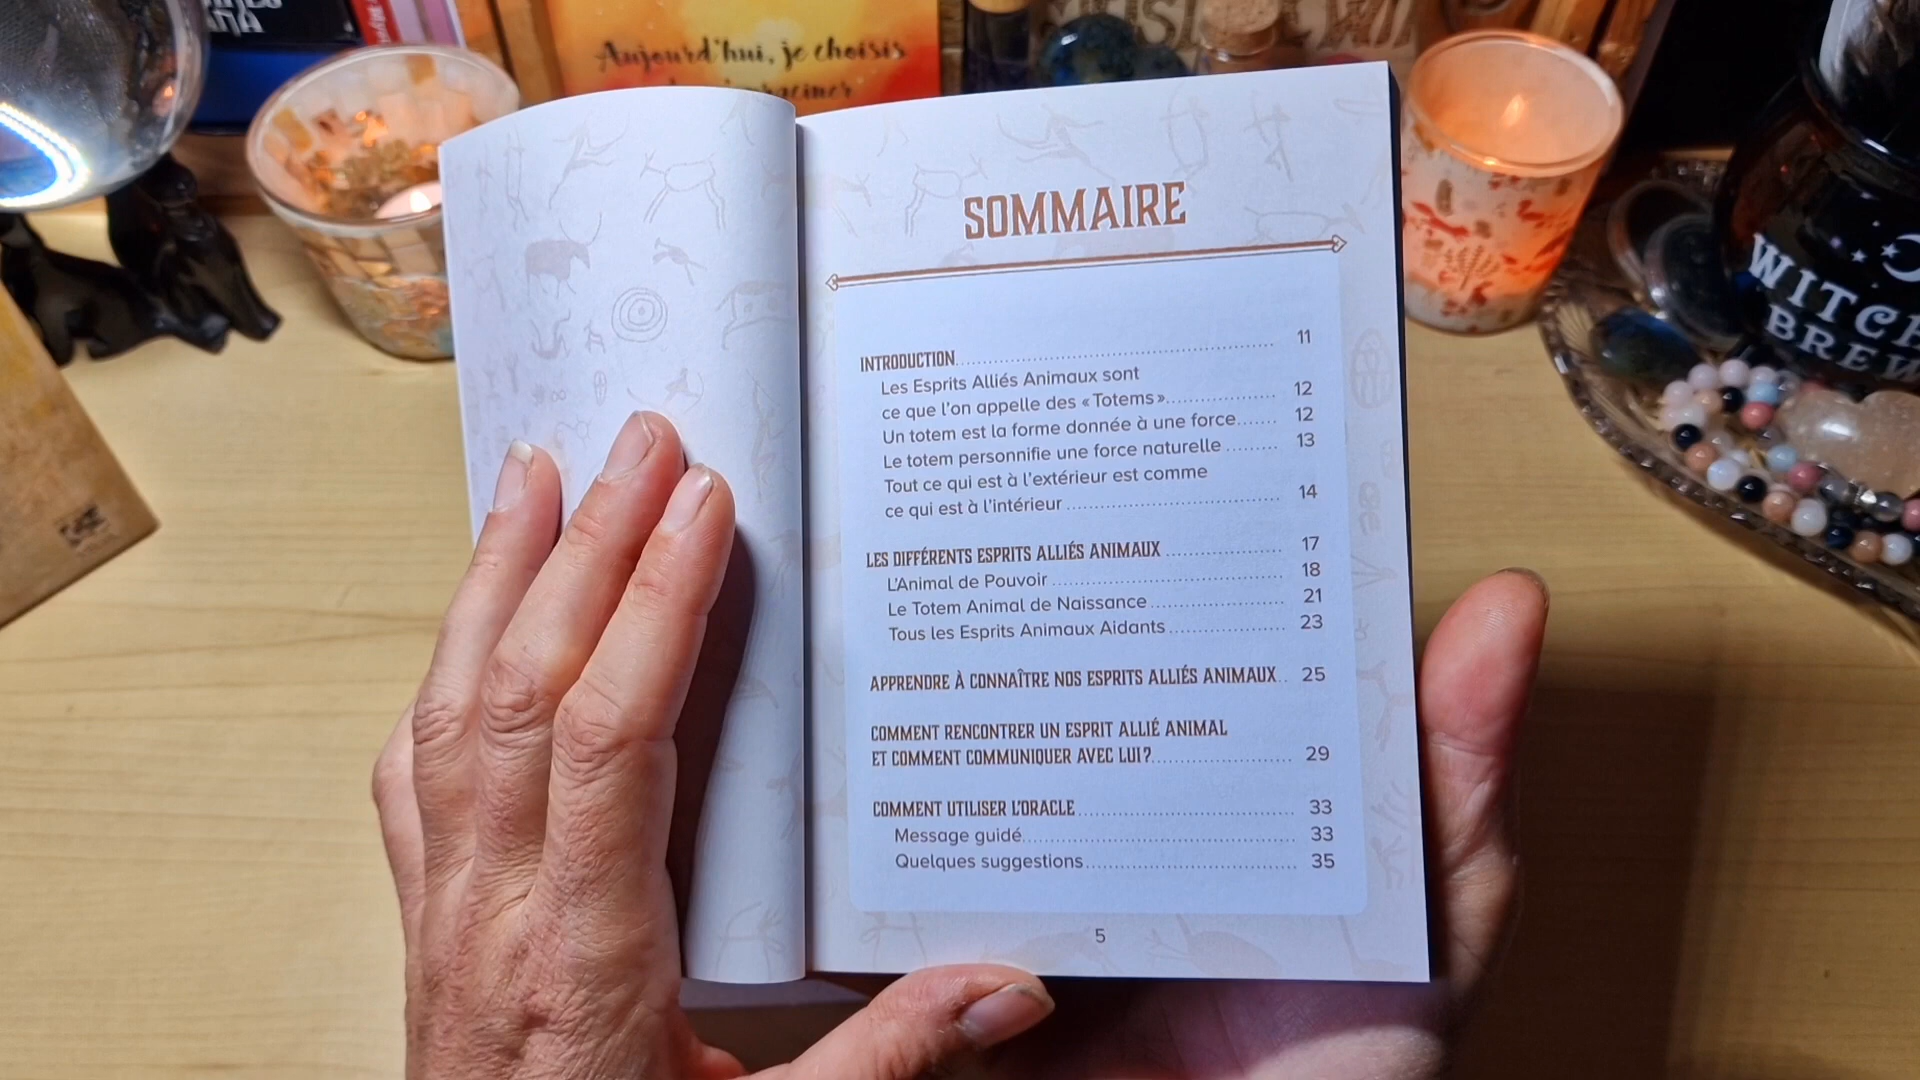 Aujourd'hui, je choisis
SOMMAIRE
INTRODUCTION 11
Les Esprits Alliés Animaux sont
ce que l'on appelle des «Totems» 12
Un totem est la forme donnée à une force 12
Le totem personnifie une force naturelle 13
Tout ce qui est à l'extérieur est comme
ce qui est à l'intérieur 14
LES DIFFÉRENTS ESPRITS ALLIÉS ANIMAUX 17
L'Animal de Pouvoir 18
Le Totem Animal de Naissance 21
Tous les Esprits Animaux Aidants 23
APPRENDRE À CONNAÎTRE NOS ESPRITS ALLIÉS ANIMAUX 25
COMMENT RENCONTRER UN ESPRIT ALLIÉ ANIMAL
ET COMMENT COMMUNIQUER AVEC LUI? 29
COMMENT UTILISER L'ORACLE 33
Message guidé 33
Quelques suggestions 35
5
WITCH
BREW